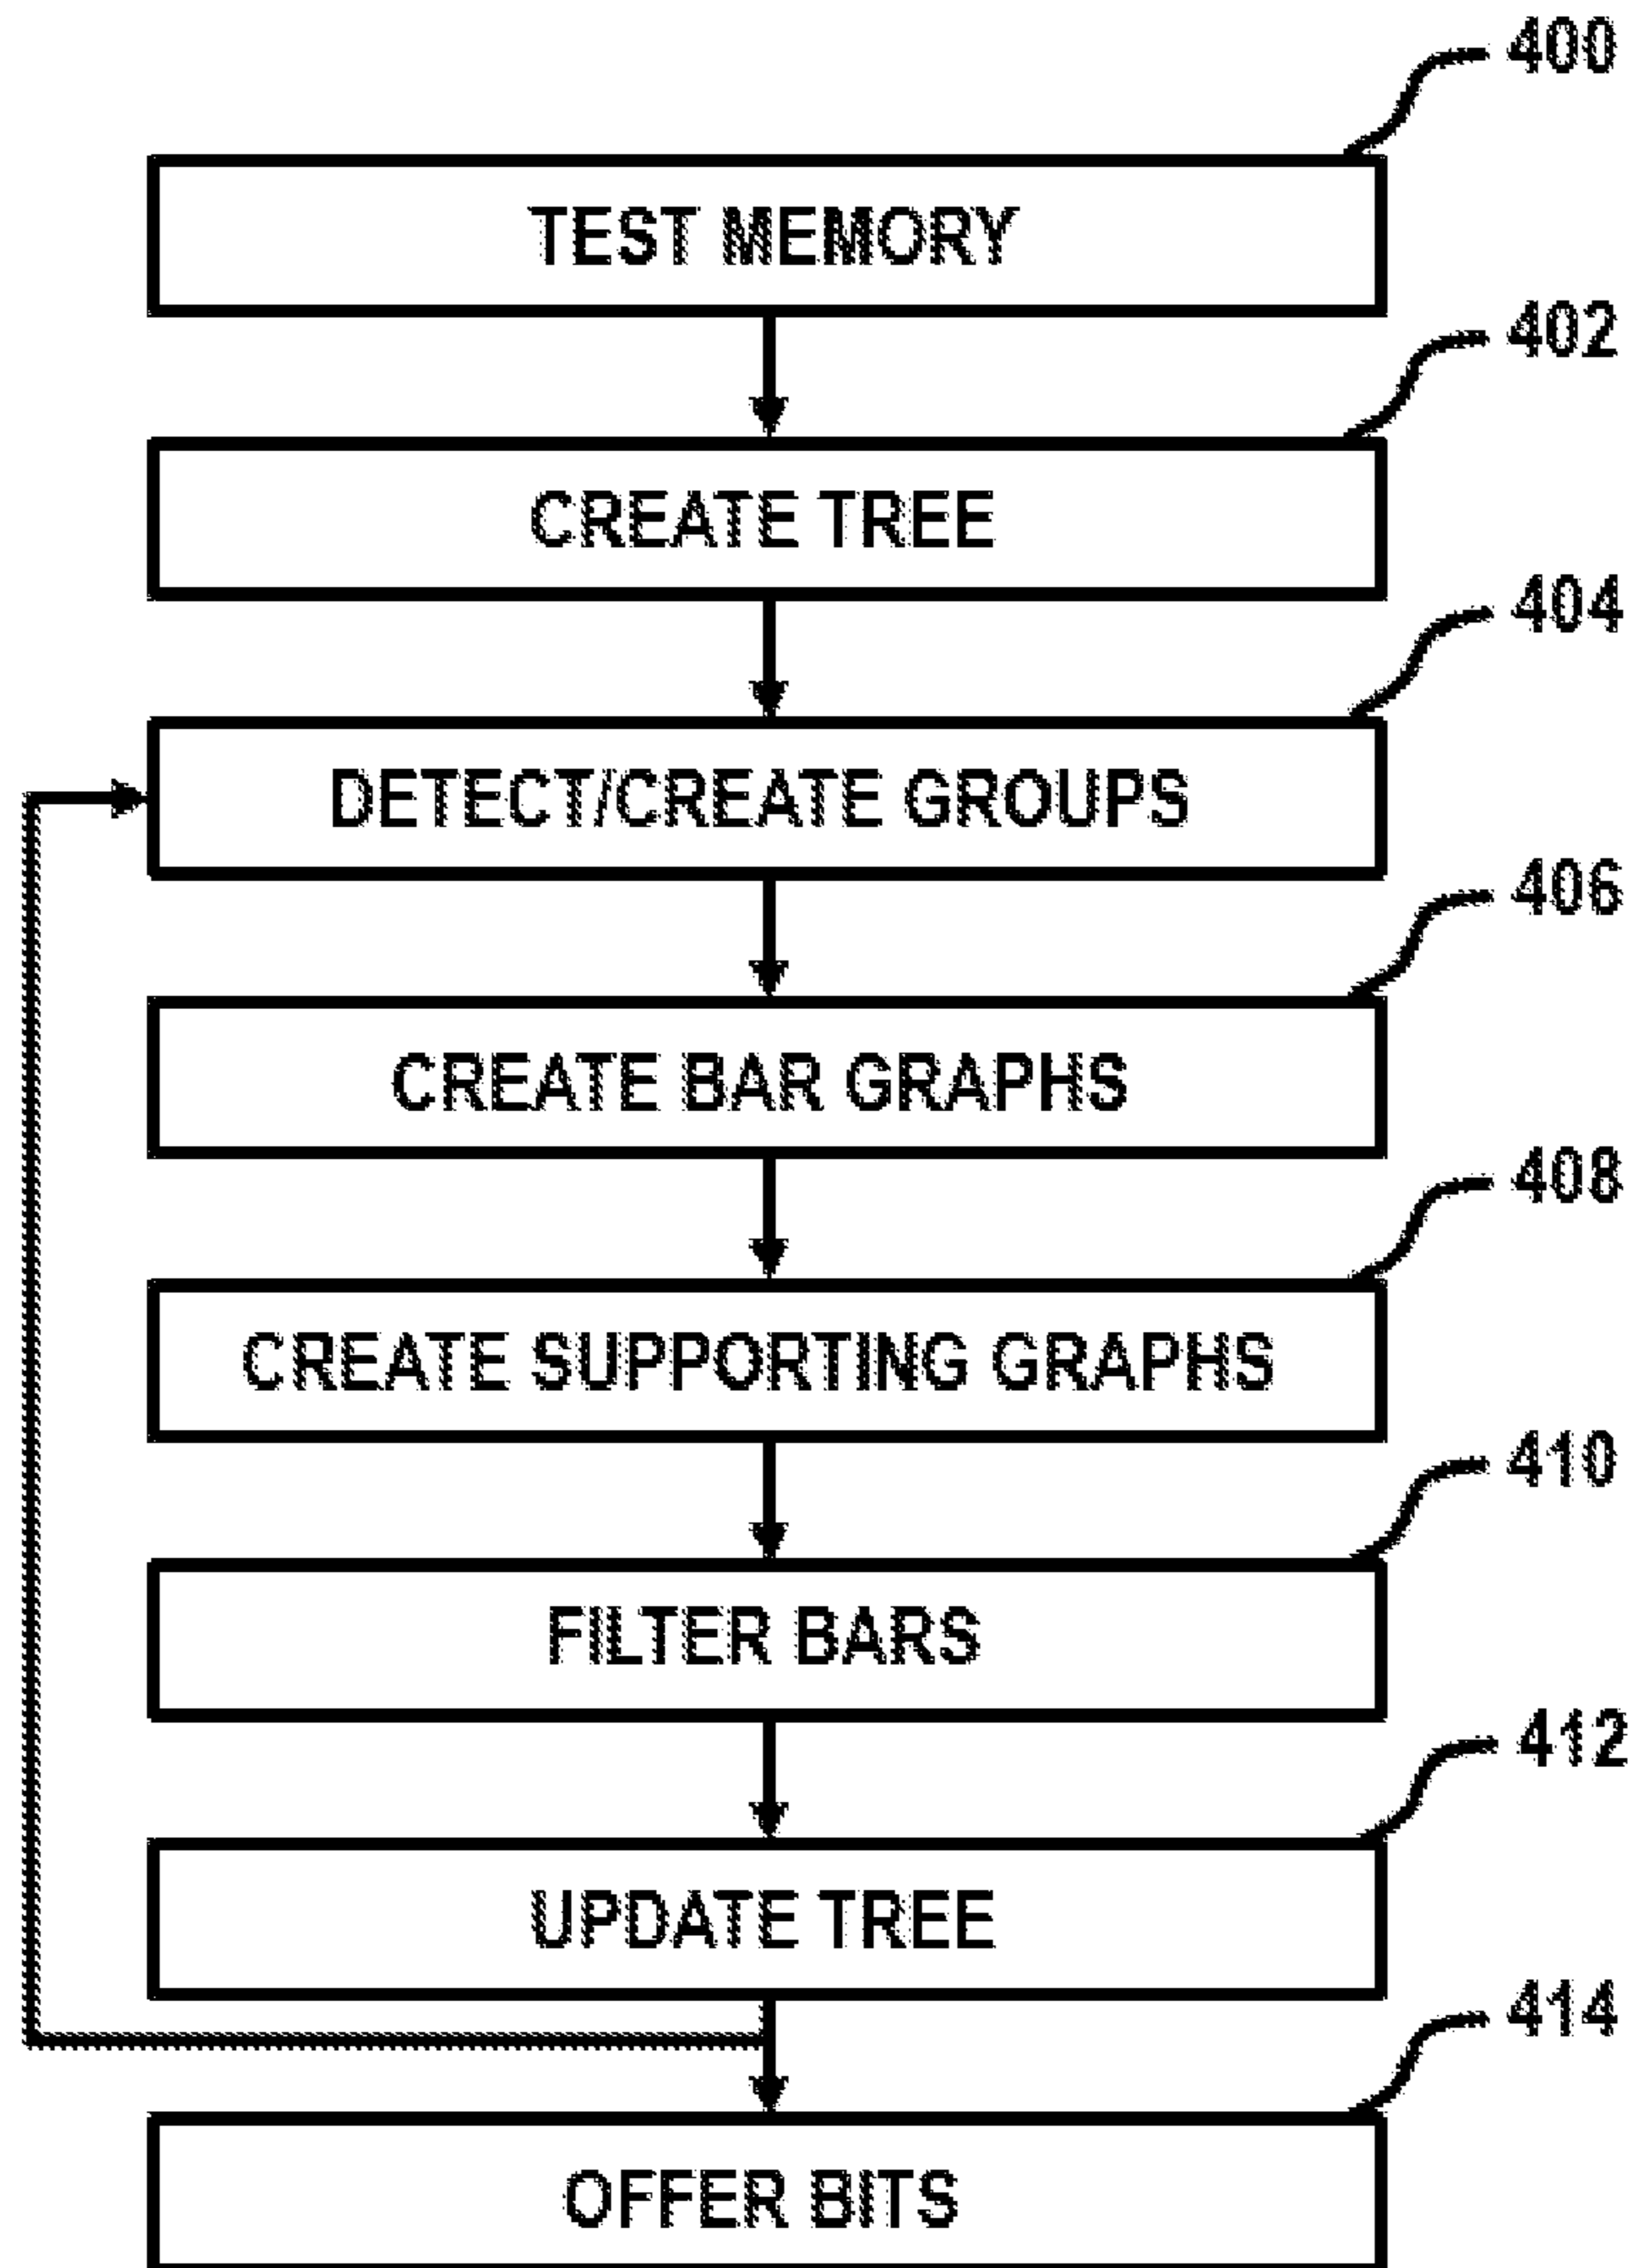 400
TEST MEMORY
402
CREATE TREE
404
DETECT/CREATE GROUPS
406
CREATE BAR GRAPHS
408
CREATE SUPPORTING GRAPHS
410
FILTER BARS
412
UPDATE TREE
414
OFFER BITS